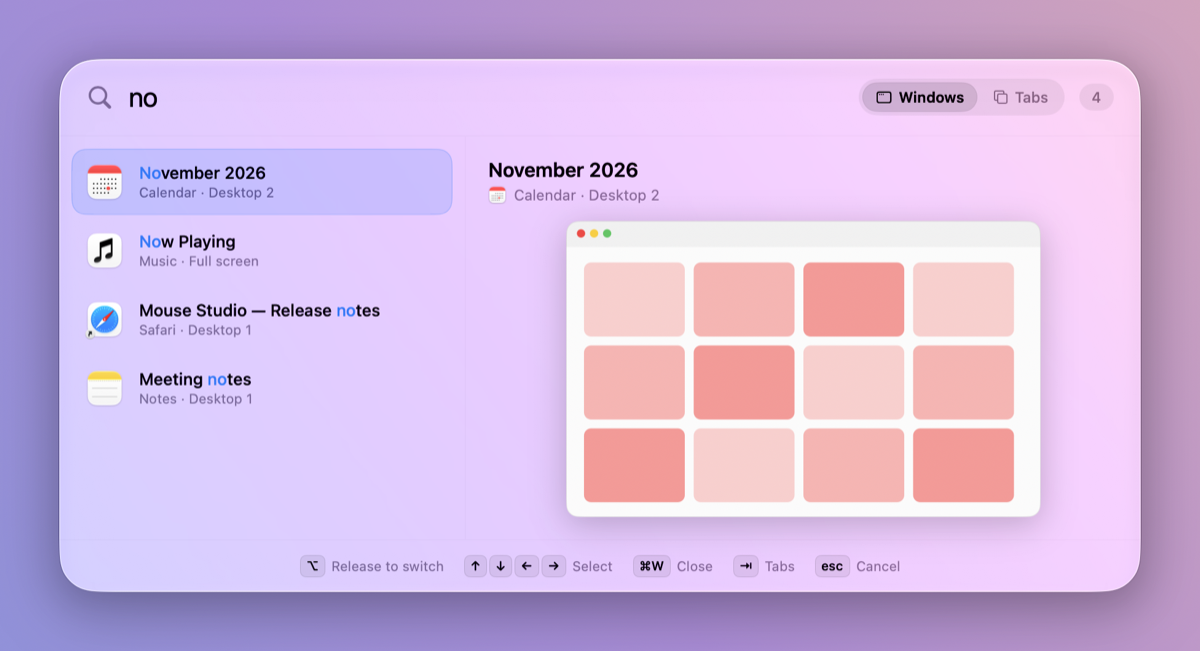 no
Windows
Tabs
4
November 2026
Calendar · Desktop 2
Now Playing
Music · Full screen
Mouse Studio — Release notes
Safari · Desktop 1
Meeting notes
Notes · Desktop 1
November 2026
Calendar · Desktop 2
⌥ Release to switch ↑ ↓ ← → Select ⌘W Close ⇥ Tabs esc Cancel